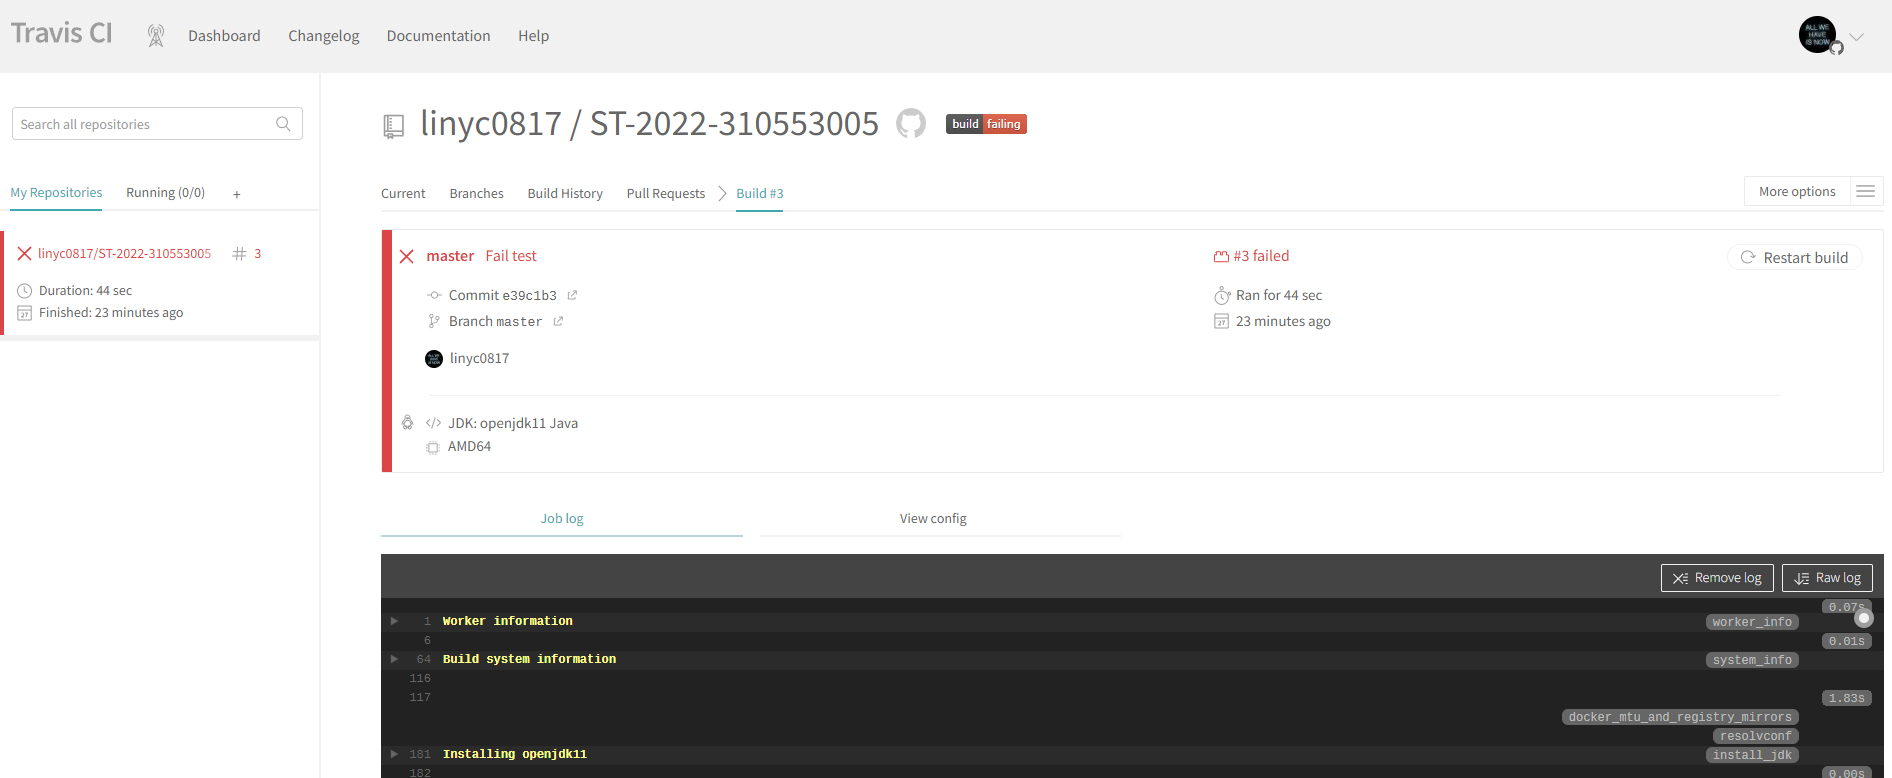 Travis CI
Dashboard Changelog Documentation Help
ALL WE HAVE IS NOW
Search all repositories
My Repositories Running (0/0) +
linyc0817/ST-2022-310553005 # 3
Duration: 44 sec
Finished: 23 minutes ago
linyc0817 / ST-2022-310553005 build failing
Current Branches Build History Pull Requests Build #3
More options
master Fail test
#3 failed
Restart build
Commit e39c1b3
Ran for 44 sec
Branch master
23 minutes ago
linyc0817
JDK: openjdk11 Java
AMD64
Job log View config
Remove log Raw log
0.07s
1 Worker information worker_info
6 0.01s
64 Build system information system_info
116
117 1.83s
docker_mtu_and_registry_mirrors
resolvconf
181 Installing openjdk11 install_jdk
182 0.00s